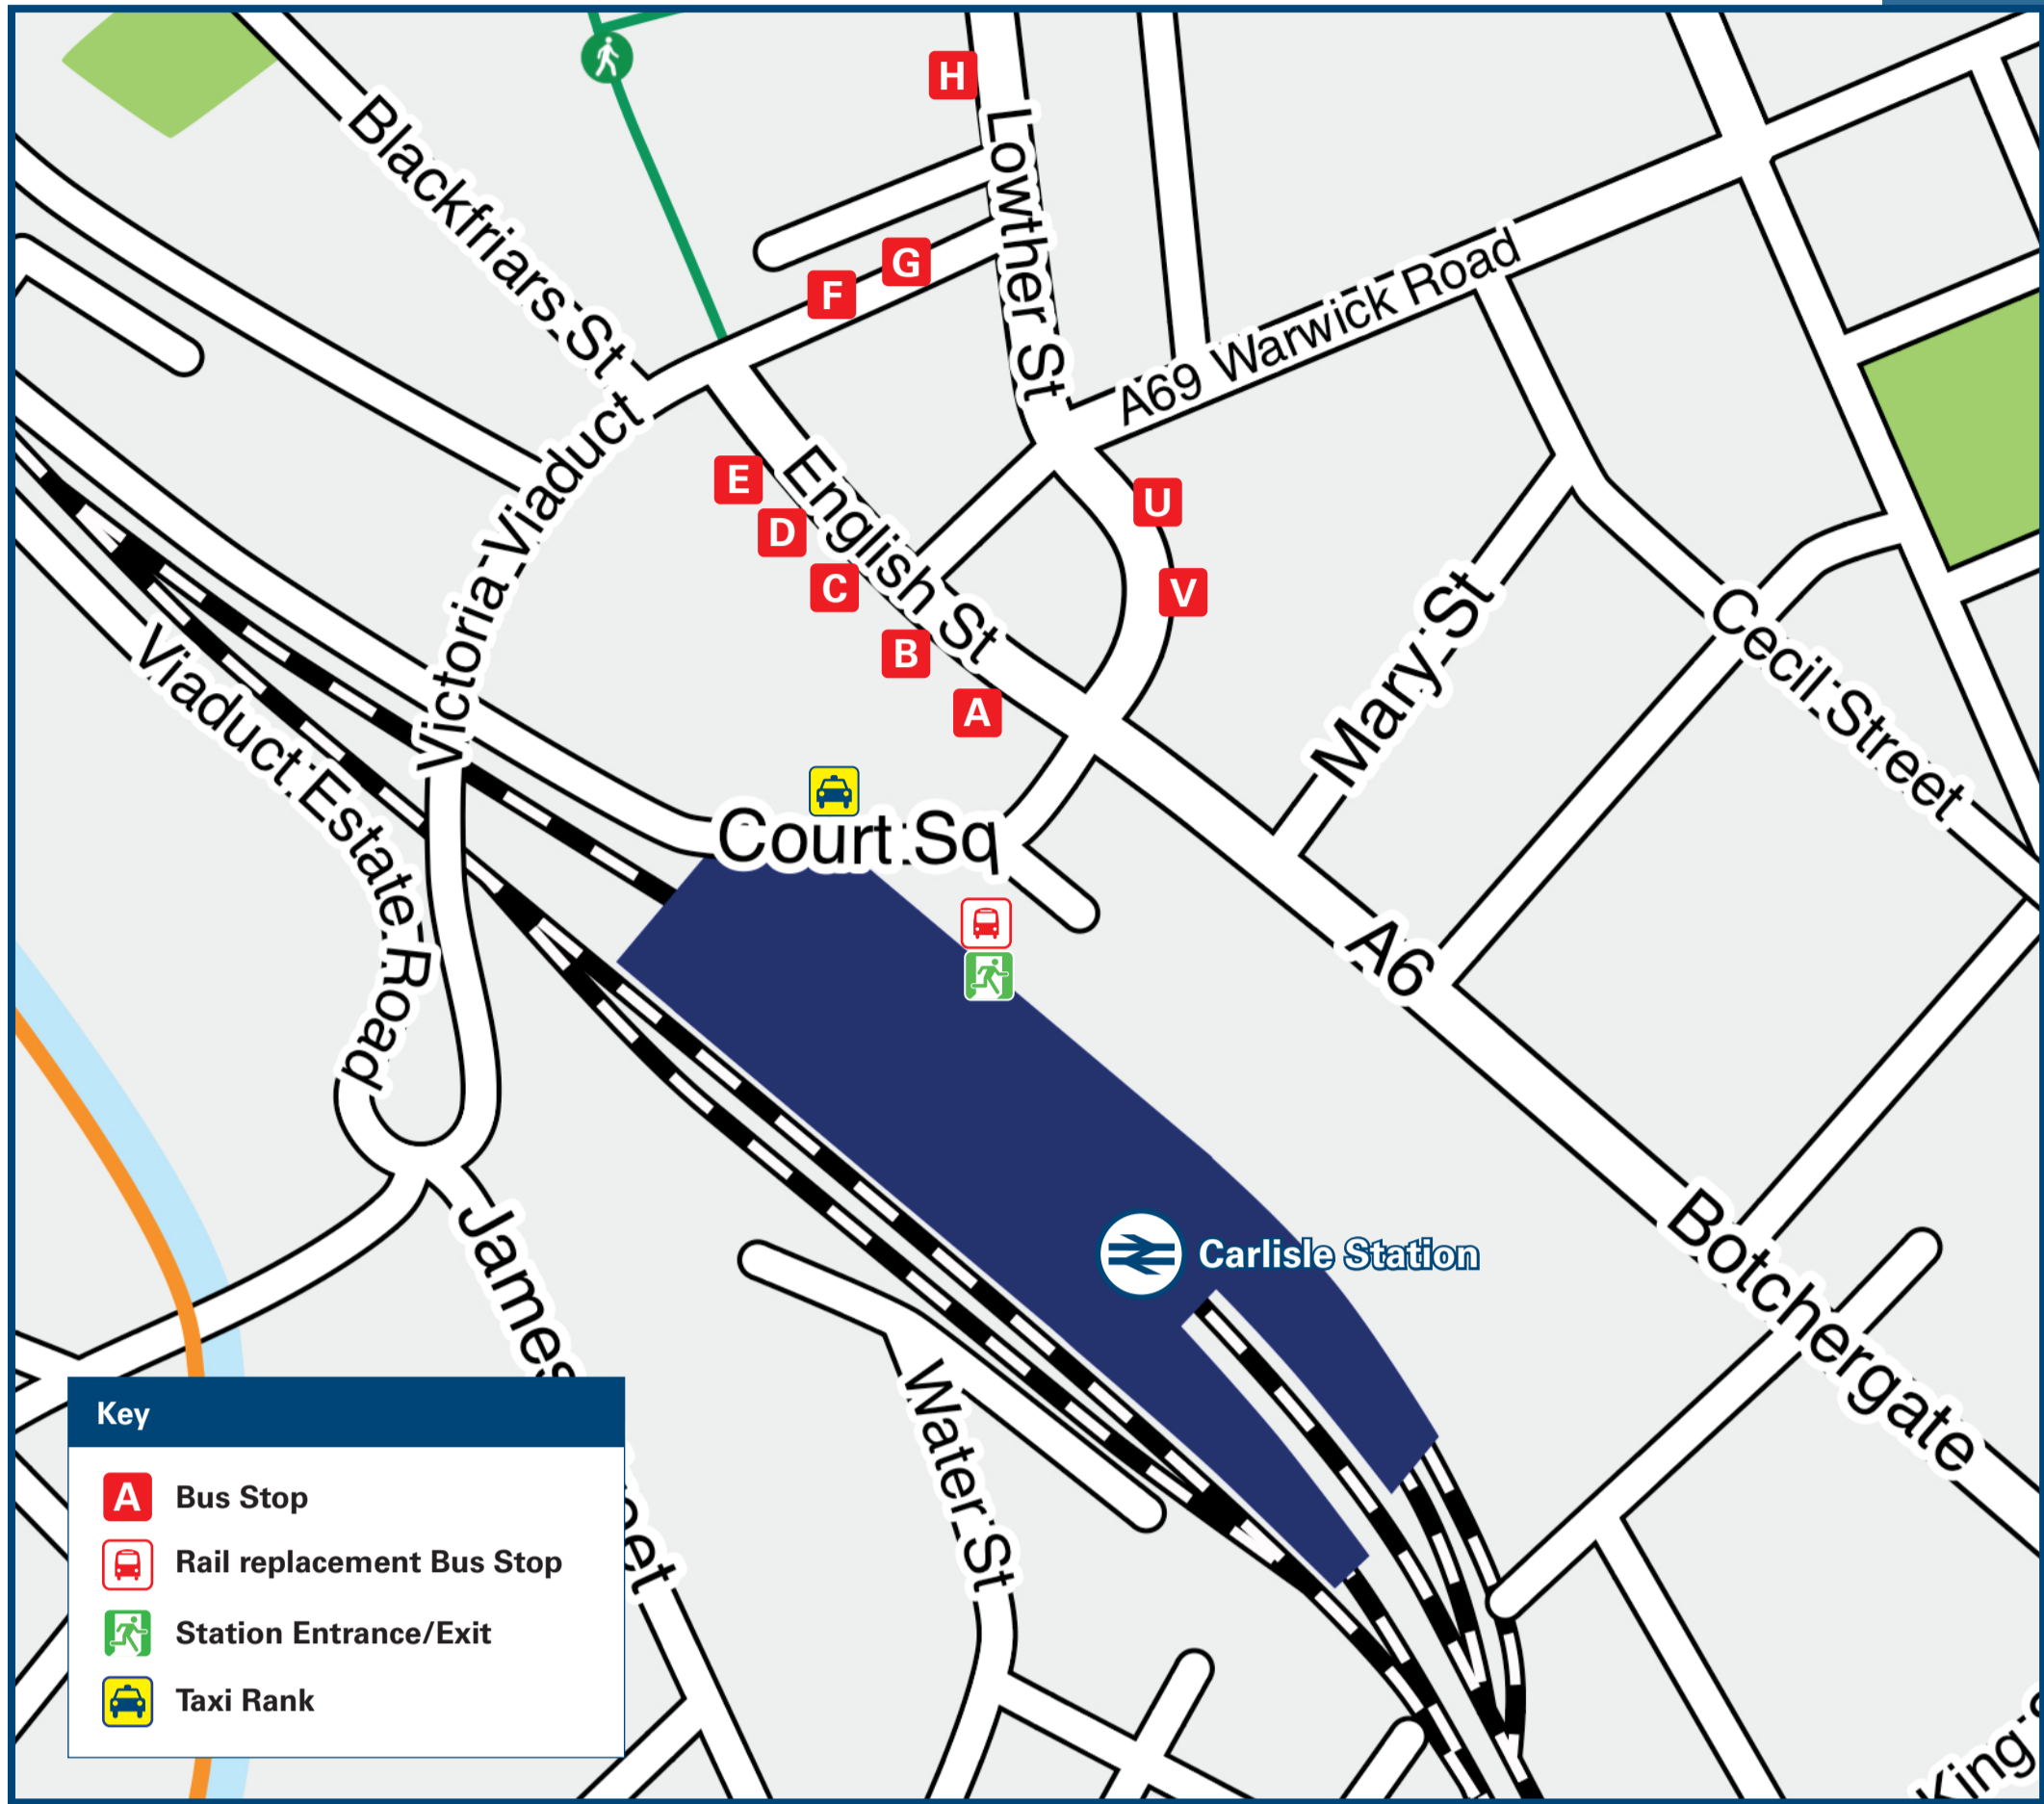 H
Blackfriars St
Lowther St
G
F
A69 Warwick Road
E
D
C
B
A
U
V
English St
Victoria Viaduct
Viaduct Estate Road
Mary St
Cecil Street
Court Sq
A6
Botchergate
Carlisle Station
James
eet
Water St
King
Key
A Bus Stop
Rail replacement Bus Stop
Station Entrance/Exit
Taxi Rank